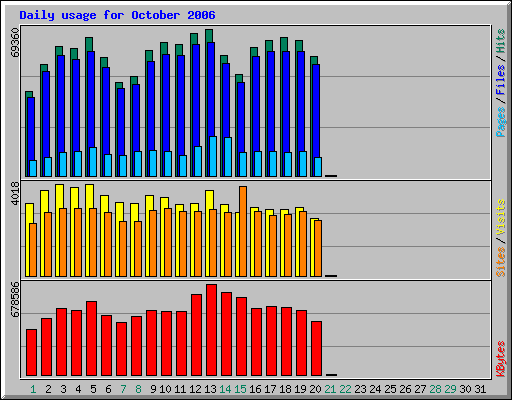 Daily usage for October 2006
69360
Pages / Files / Hits
4018
Sites / Visits
678586
KBytes
1 2 3 4 5 6 7 8 9 10 11 12 13 14 15 16 17 18 19 20 21 22 23 24 25 26 27 28 29 30 31